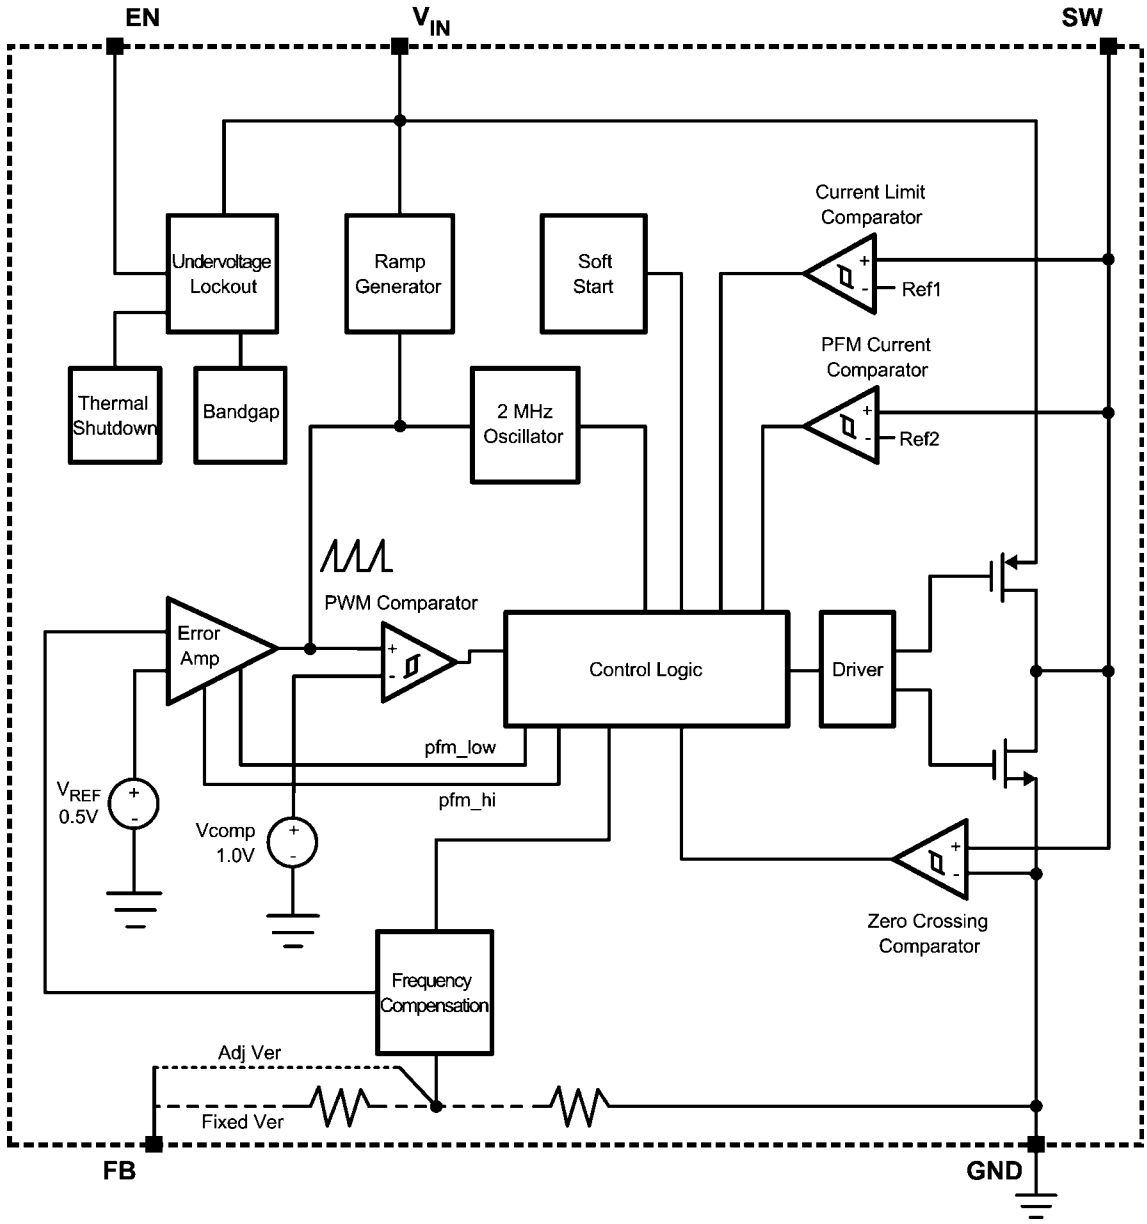 EN
VIN
SW
Current Limit
Comparator
+
-
Ref1
Undervoltage
Lockout
Ramp
Generator
Soft
Start
PFM Current
Comparator
+
-
Ref2
Thermal
Shutdown
Bandgap
2 MHz
Oscillator
PWM Comparator
Error
Amp
+
-
Control Logic
Driver
pfm_low
pfm_hi
VREF
0.5V
+
-
Vcomp
1.0V
+
-
+
-
Zero Crossing
Comparator
Frequency
Compensation
Adj Ver
Fixed Ver
FB
GND